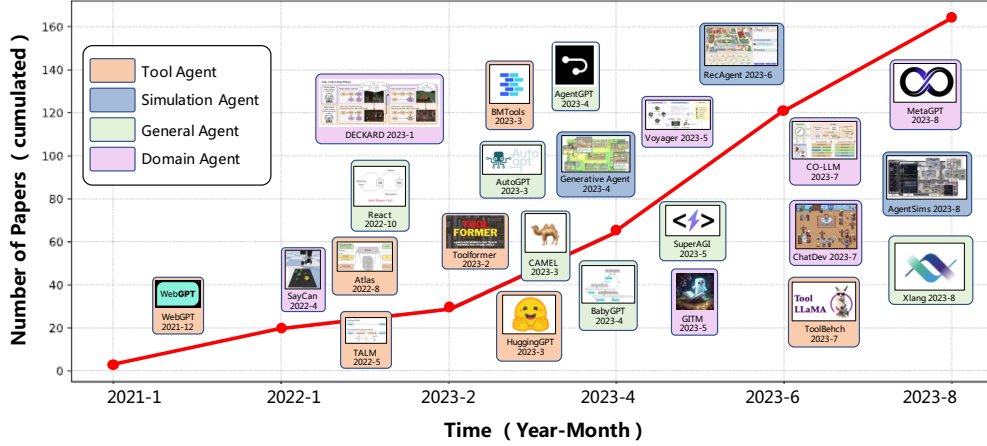 Number of Papers ( cumulated )
160
140
120
100
80
60
40
20
0
Tool Agent
Simulation Agent
General Agent
Domain Agent
DECKARD 2023-1
BMTools
2023-3
AgentGPT
2023-4
RecAgent 2023-6
MetaGPT
2023-8
React
2022-10
Auto
gpt
AutoGPT
2023-3
Generative Agent
2023-4
Voyager 2023-5
CO-LLM
2023-7
AgentSims 2023-8
WebGPT
WebGPT
2021-12
SayCan
2022-4
Atlas
2022-8
TOOL
FORMER
Toolformer
2023-2
CAMEL
2023-3
</>
SuperAGI
2023-5
ChatDev 2023-7
TALM
2022-5
HuggingGPT
2023-3
BabyGPT
2023-4
GITM
2023-5
Tool
LLaMA
ToolBehch
2023-7
Xlang 2023-8
2021-1
2022-1
2023-2
2023-4
2023-6
2023-8
Time ( Year-Month )